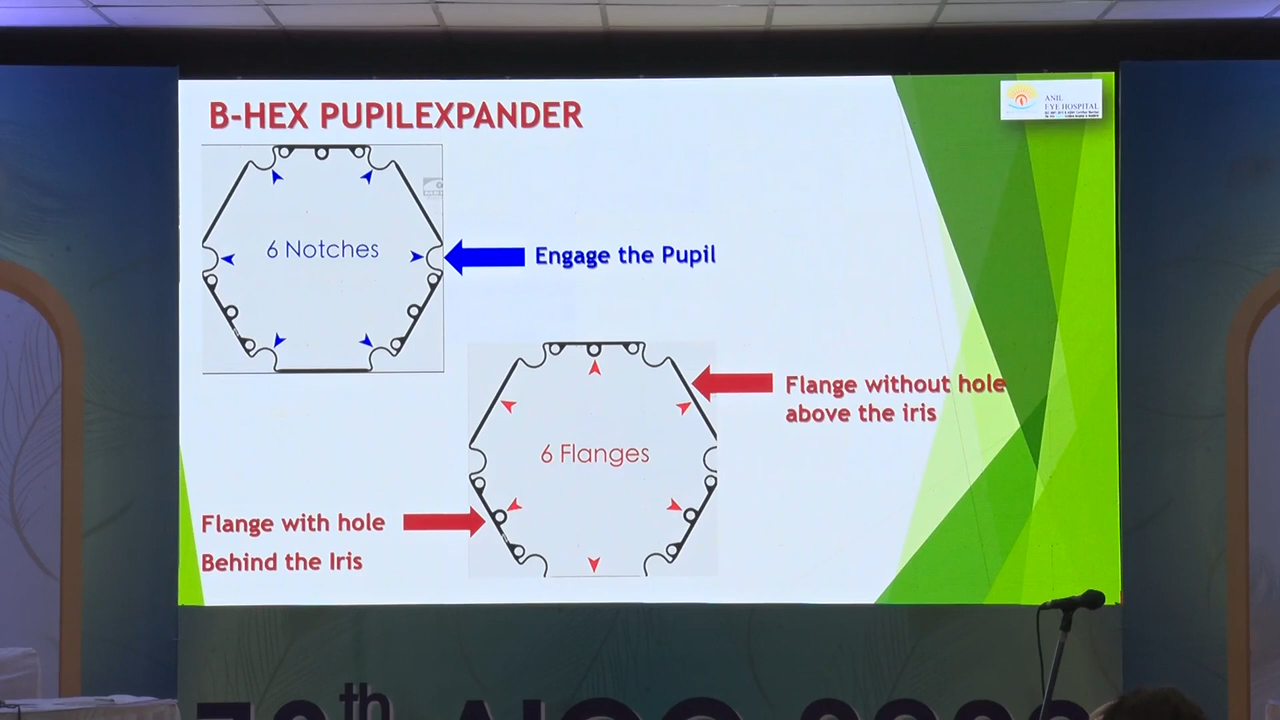 B-HEX PUPILEXPANDER
ANIL
EYE HOSPITAL
6 Notches
Engage the Pupil
Flange without hole
above the iris
6 Flanges
Flange with hole
Behind the Iris